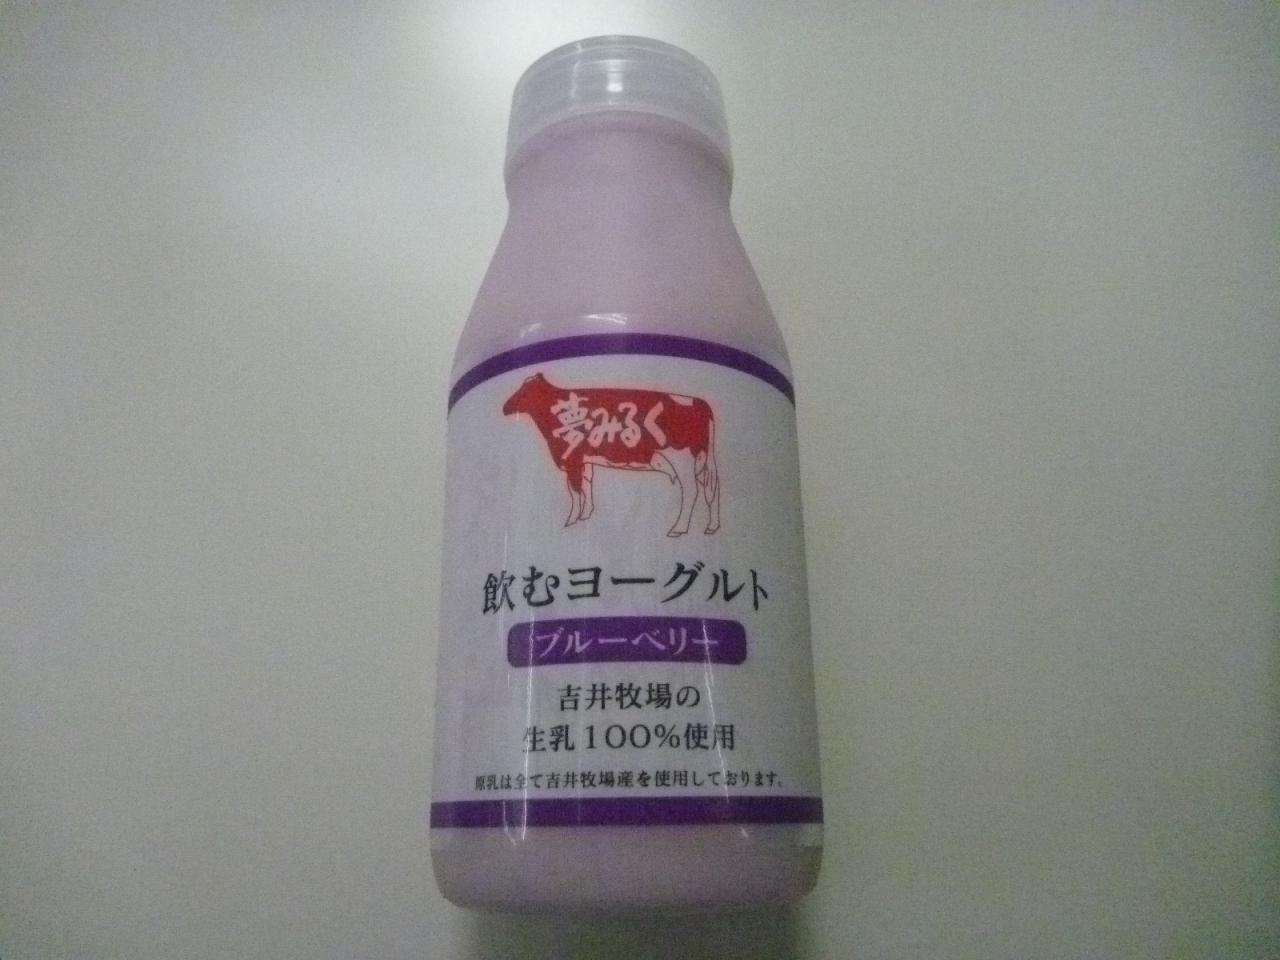 夢みるく
飲むヨーグルト
ブルーベリー
吉井牧場の
生乳100%使用
原乳は全て吉井牧場産を使用しております。